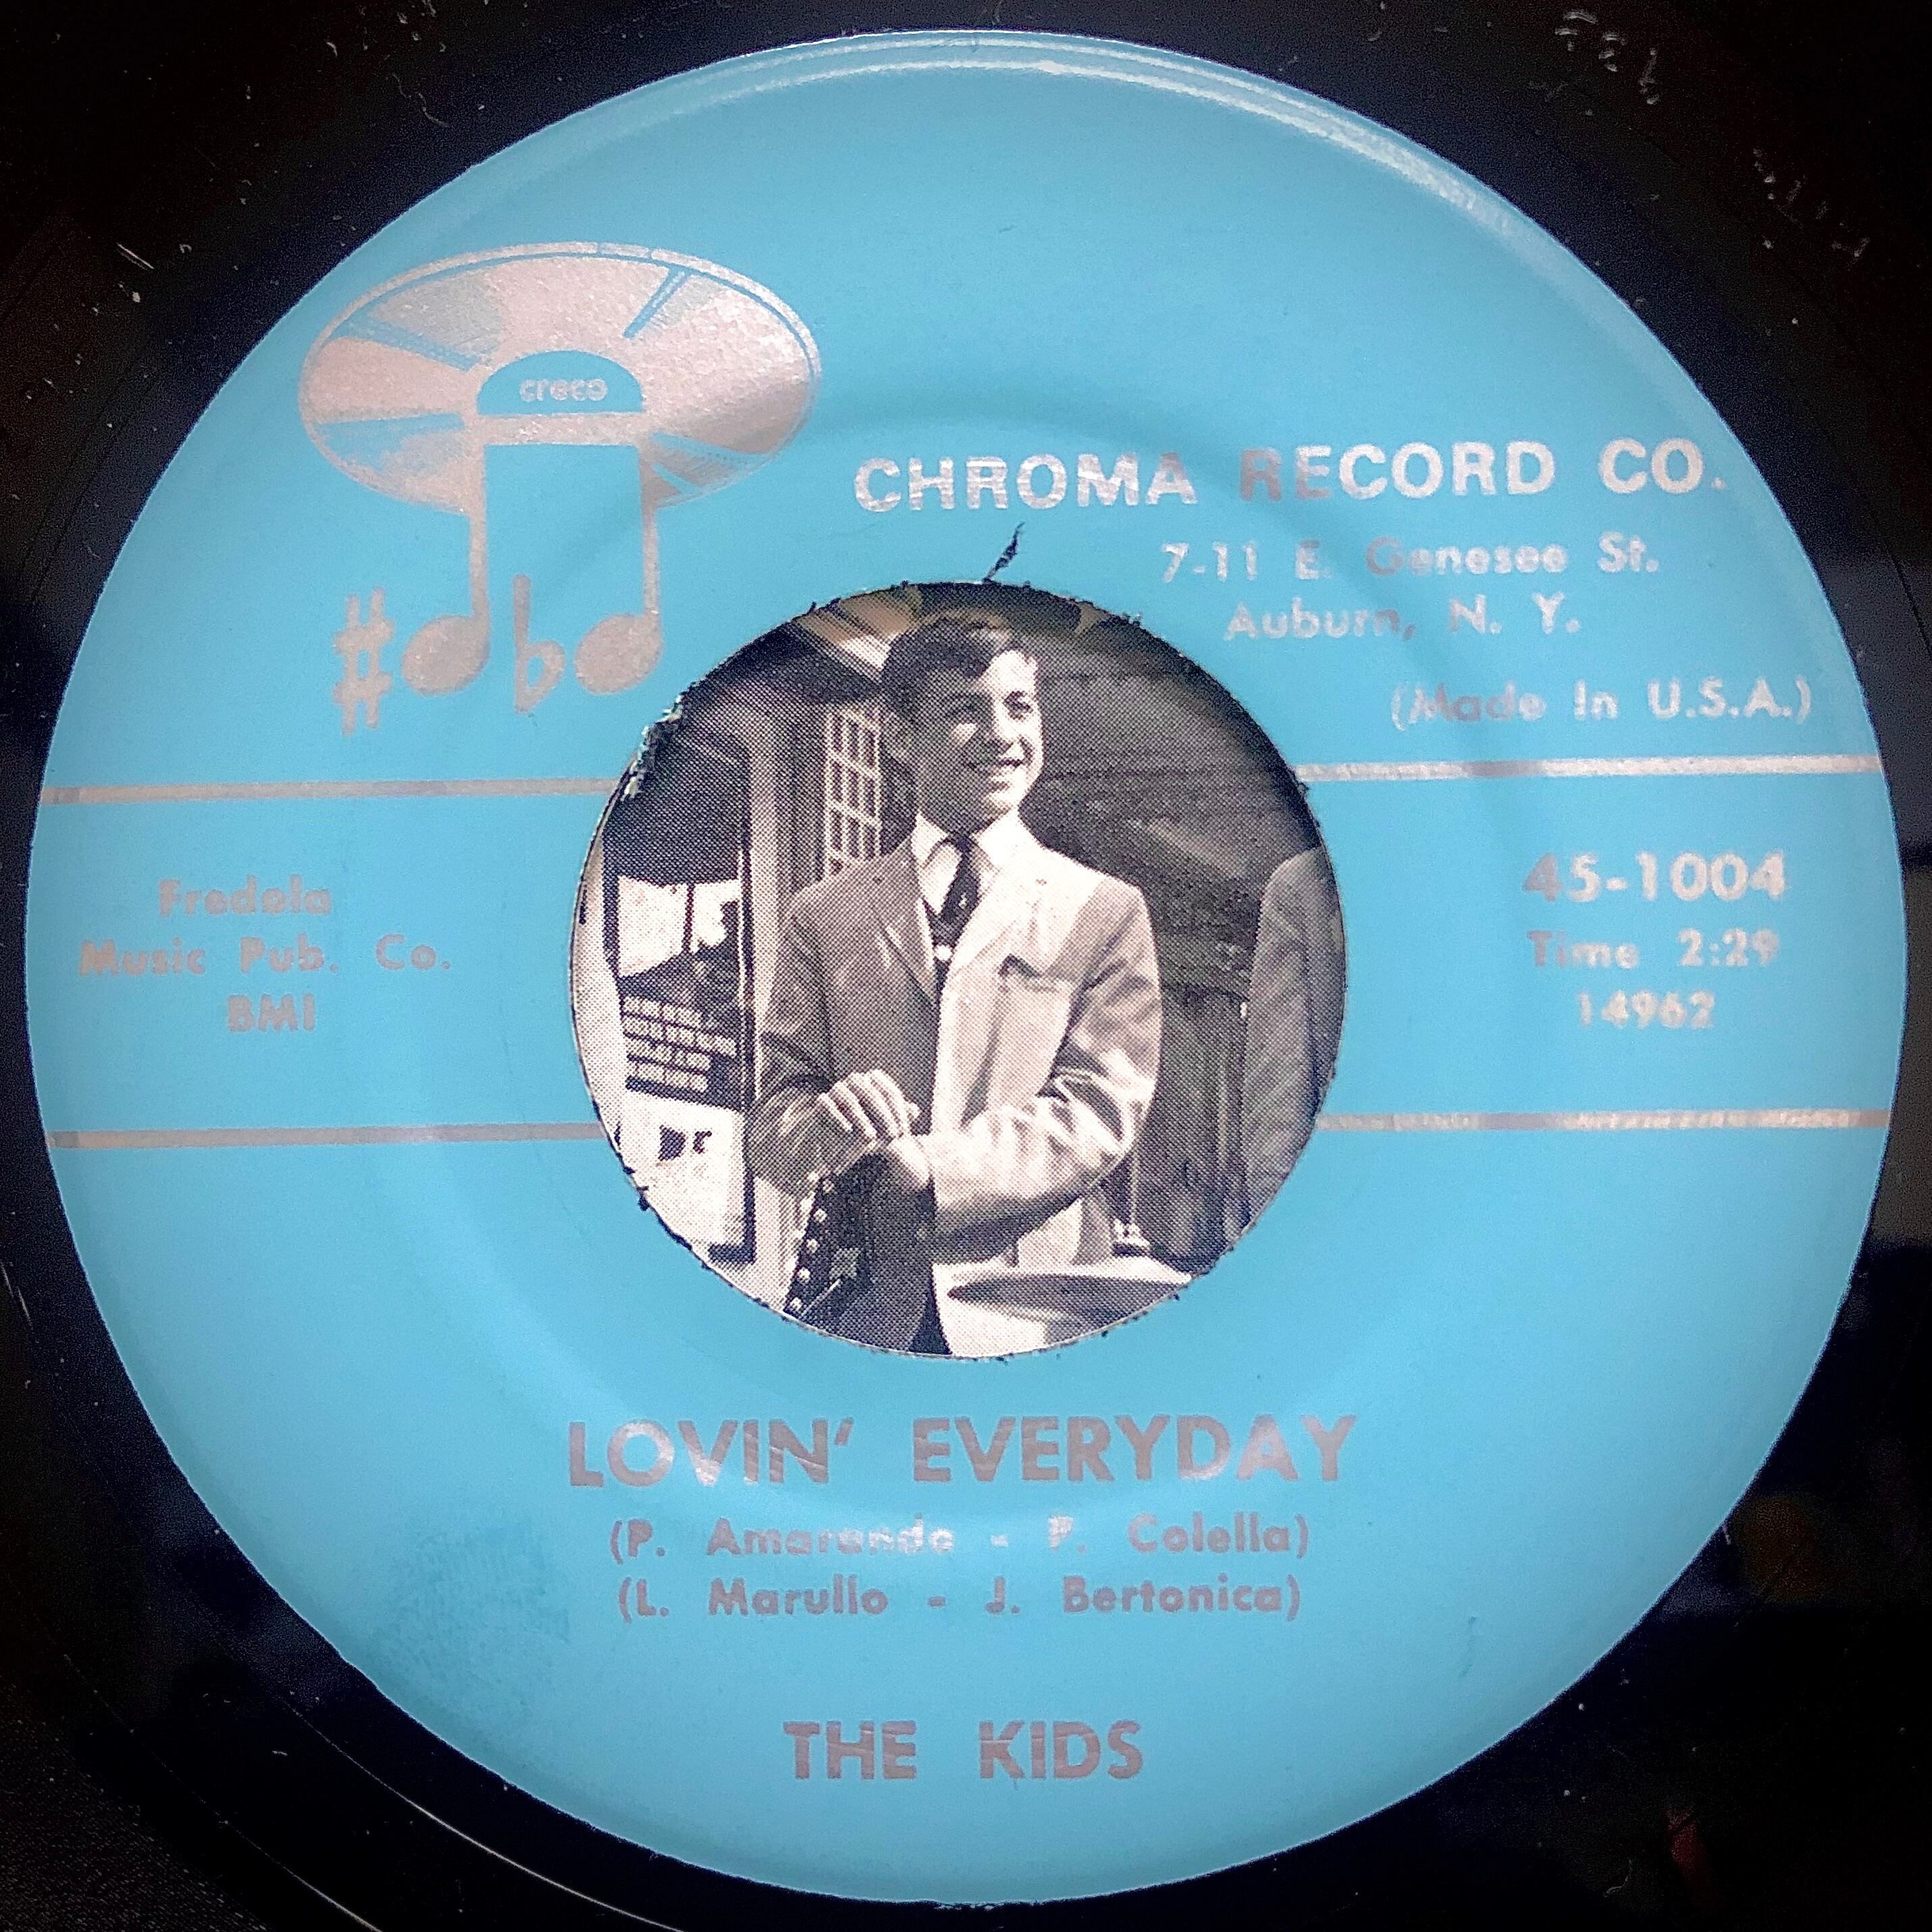 creco
CHROMA RECORD CO.
7-11 E. Genesee St.
Auburn, N. Y.
(Made In U.S.A.)
Fredola
Music Pub. Co.
BMI
45-1004
Time 2:29
14962
LOVIN' EVERYDAY
(P. Amarando - F. Colella)
(L. Marullo - J. Bertonica)
THE KIDS